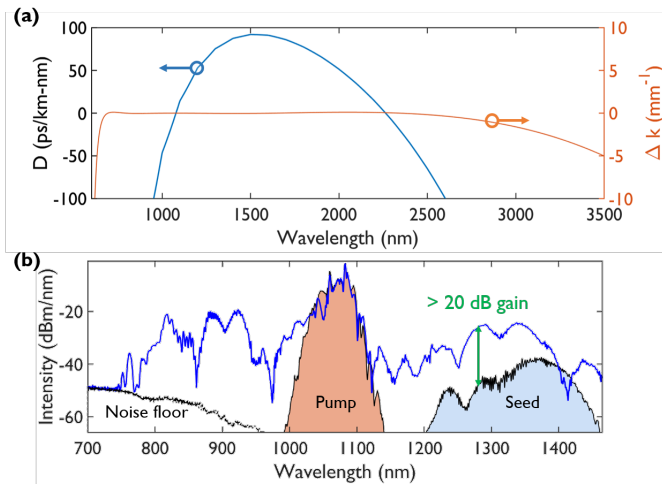 (a)
100
50
0
-50
-100
D (ps/km-nm)
10
5
0
-5
-10
Δ k (mm⁻¹)
1000 1500 2000 2500 3000 3500
Wavelength (nm)
(b)
-20
-40
-60
Intensity (dBm/nm)
> 20 dB gain
Noise floor
Pump
Seed
700 800 900 1000 1100 1200 1300 1400
Wavelength (nm)